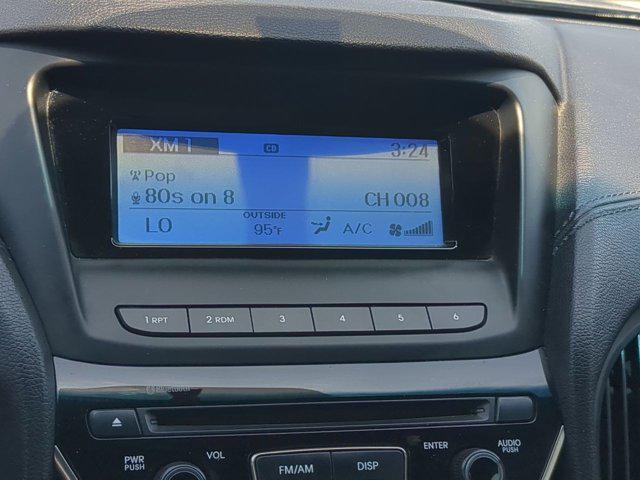 XM 1 CD 3:24
Pop
80s on 8 CH 008
OUTSIDE
LO 95°F A/C
1 RPT 2 RDM 3 4 5 6
Bluetooth
PWR PUSH VOL ENTER AUDIO PUSH
FM/AM DISP